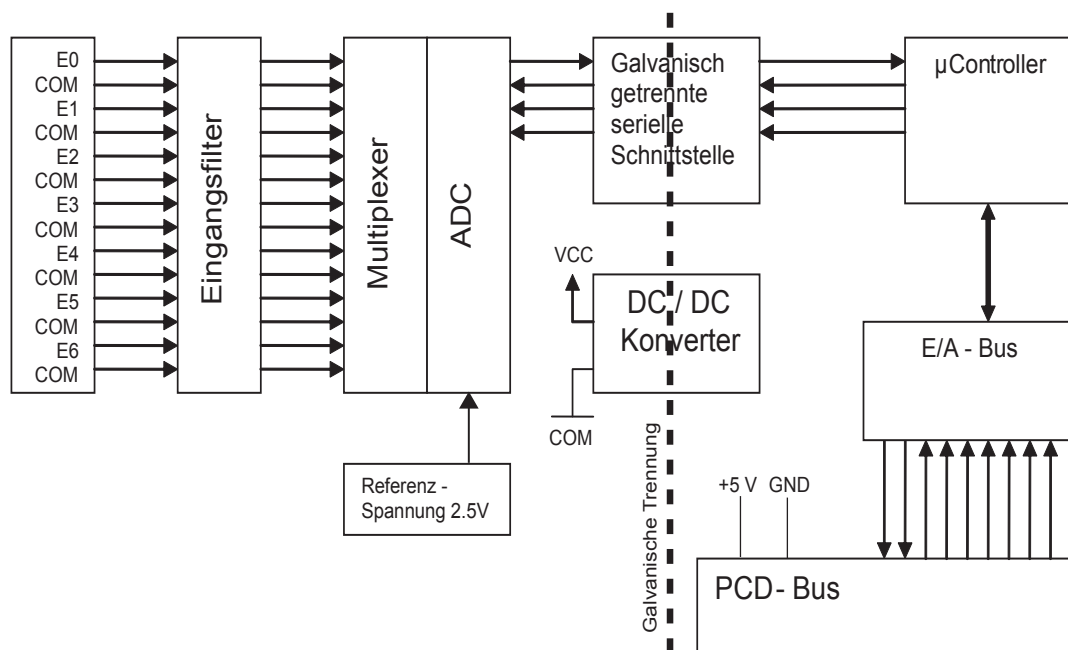 E0
COM
E1
COM
E2
COM
E3
COM
E4
COM
E5
COM
E6
COM
Eingangsfilter
Multiplexer
ADC
Referenz -
Spannung 2.5V
Galvanisch
getrennte
serielle
Schnittstelle
VCC
DC / DC
Konverter
COM
Galvanische Trennung
µController
E/A - Bus
+5 V GND
PCD - Bus